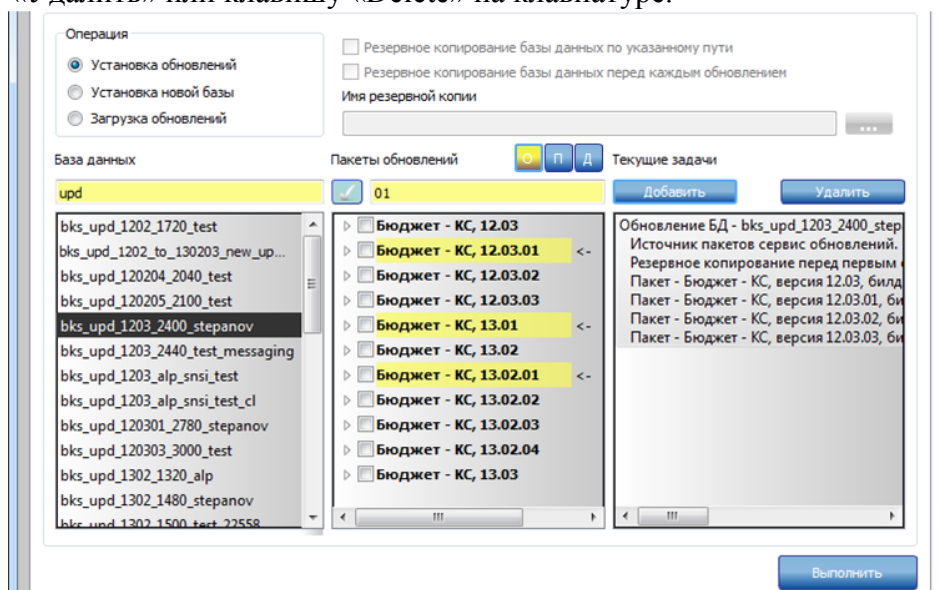 «Удалить» или клавишу «Delete» на клавиатуре.
Операция
Установка обновлений
Установка новой базы
Загрузка обновлений
Резервное копирование базы данных по указанному пути
Резервное копирование базы данных перед каждым обновлением
Имя резервной копии
...
База данных
Пакеты обновлений
О П Д
Текущие задачи
upd
01
Добавить
Удалить
bks_upd_1202_1720_test
bks_upd_1202_to_130203_new_up...
bks_upd_120204_2040_test
bks_upd_120205_2100_test
bks_upd_1203_2400_stepanov
bks_upd_1203_2440_test_messaging
bks_upd_1203_alp_snsi_test
bks_upd_1203_alp_snsi_test_cl
bks_upd_120301_2780_stepanov
bks_upd_120303_3000_test
bks_upd_1302_1320_alp
bks_upd_1302_1480_stepanov
bks_upd_1302_1500_test_22558
Бюджет - КС, 12.03
Бюджет - КС, 12.03.01 <-
Бюджет - КС, 12.03.02
Бюджет - КС, 12.03.03
Бюджет - КС, 13.01 <-
Бюджет - КС, 13.02
Бюджет - КС, 13.02.01 <-
Бюджет - КС, 13.02.02
Бюджет - КС, 13.02.03
Бюджет - КС, 13.02.04
Бюджет - КС, 13.03
Обновление БД - bks_upd_1203_2400_step
Источник пакетов сервис обновлений.
Резервное копирование перед первым
Пакет - Бюджет - КС, версия 12.03, билд
Пакет - Бюджет - КС, версия 12.03.01, би
Пакет - Бюджет - КС, версия 12.03.02, би
Пакет - Бюджет - КС, версия 12.03.03, би
Выполнить